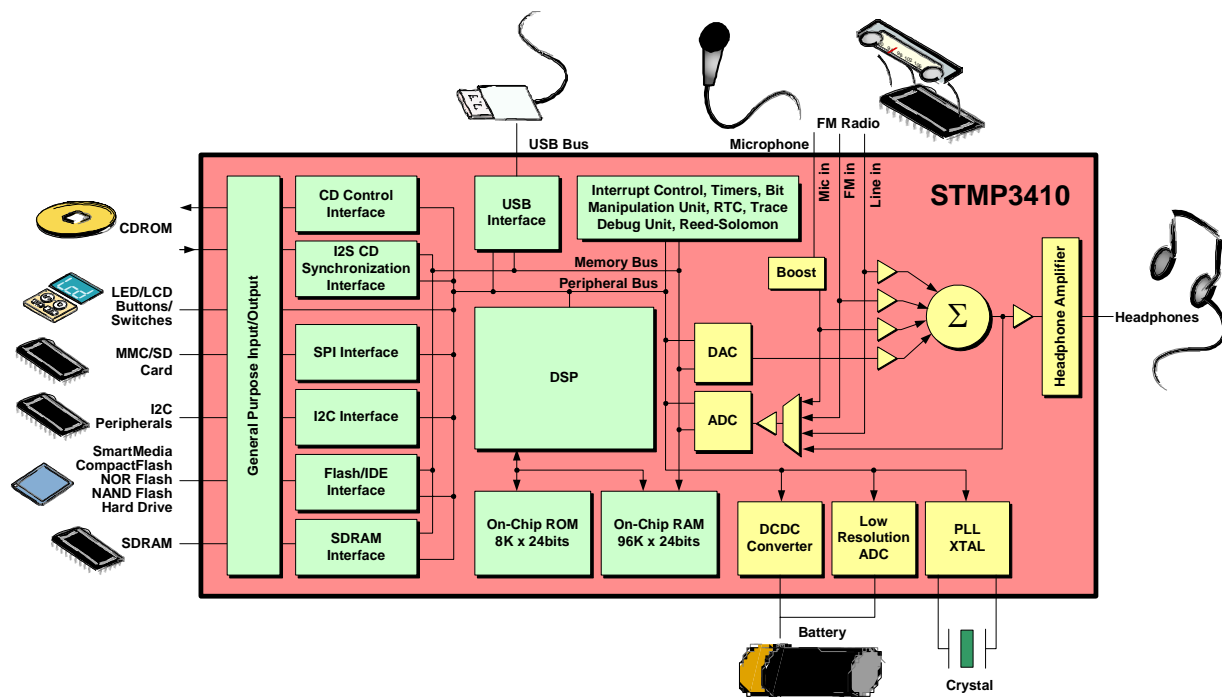 FM Radio
USB Bus
Microphone
STMP3410
Mic in
FM in
Line in
CDROM
LED/LCD
Buttons/
Switches
MMC/SD
Card
I2C
Peripherals
SmartMedia
CompactFlash
NOR Flash
NAND Flash
Hard Drive
SDRAM
General Purpose Input/Output
CD Control
Interface
I2S CD
Synchronization
Interface
SPI Interface
I2C Interface
Flash/IDE
Interface
SDRAM
Interface
USB
Interface
Interrupt Control, Timers, Bit
Manipulation Unit, RTC, Trace
Debug Unit, Reed-Solomon
Memory Bus
Peripheral Bus
DSP
On-Chip ROM
8K x 24bits
On-Chip RAM
96K x 24bits
Boost
DAC
ADC
Σ
Headphone Amplifier
Headphones
DCDC
Converter
Low
Resolution
ADC
PLL
XTAL
Battery
Crystal